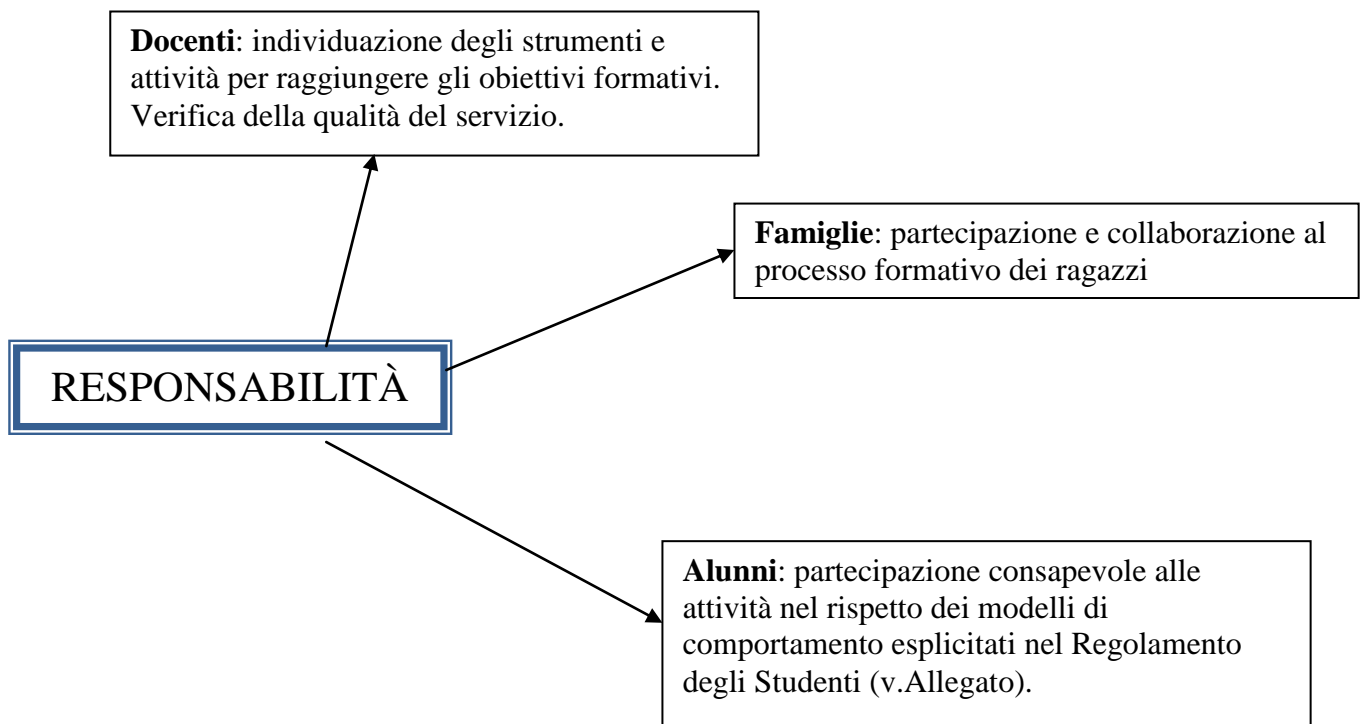 Docenti: individuazione degli strumenti e
attività per raggiungere gli obiettivi formativi.
Verifica della qualità del servizio.
Famiglie: partecipazione e collaborazione al
processo formativo dei ragazzi
RESPONSABILITÀ
Alunni: partecipazione consapevole alle
attività nel rispetto dei modelli di
comportamento esplicitati nel Regolamento
degli Studenti (v.Allegato).